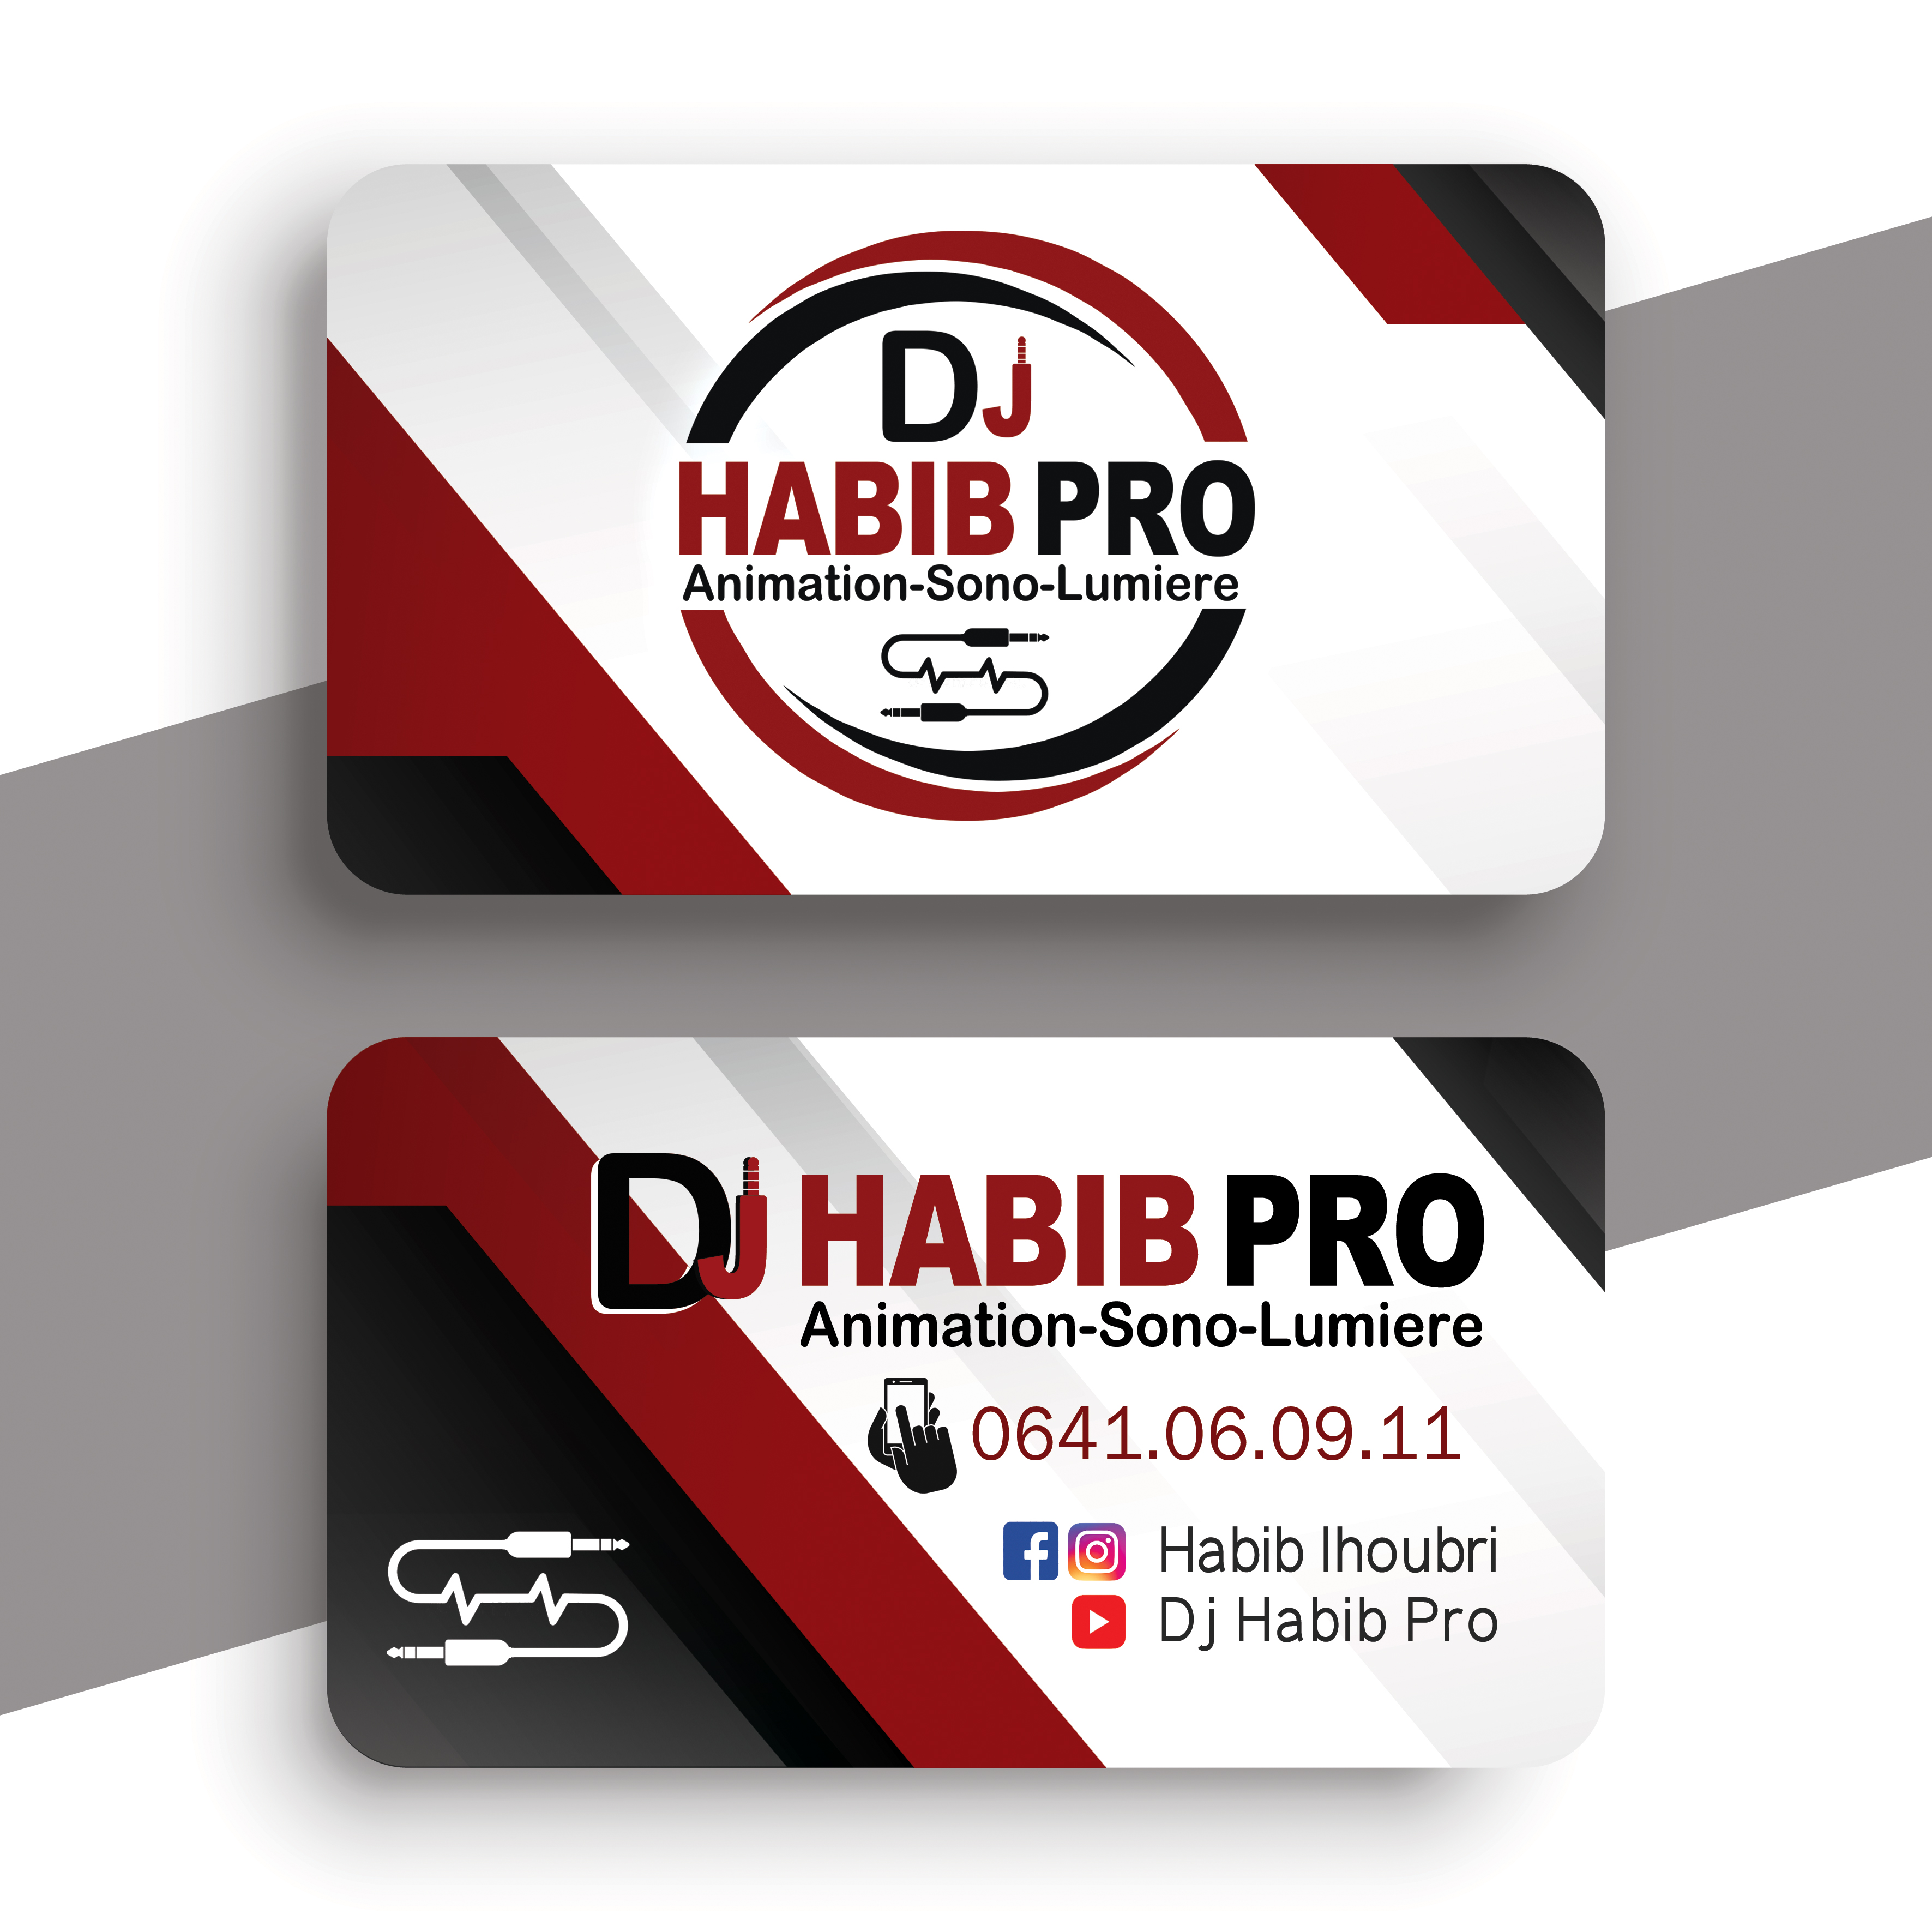 DJ
HABIB PRO
Animation-Sono-Lumiere
DJ HABIB PRO
Animation-Sono-Lumiere
0641.06.09.11
Habib Ihoubri
Dj Habib Pro